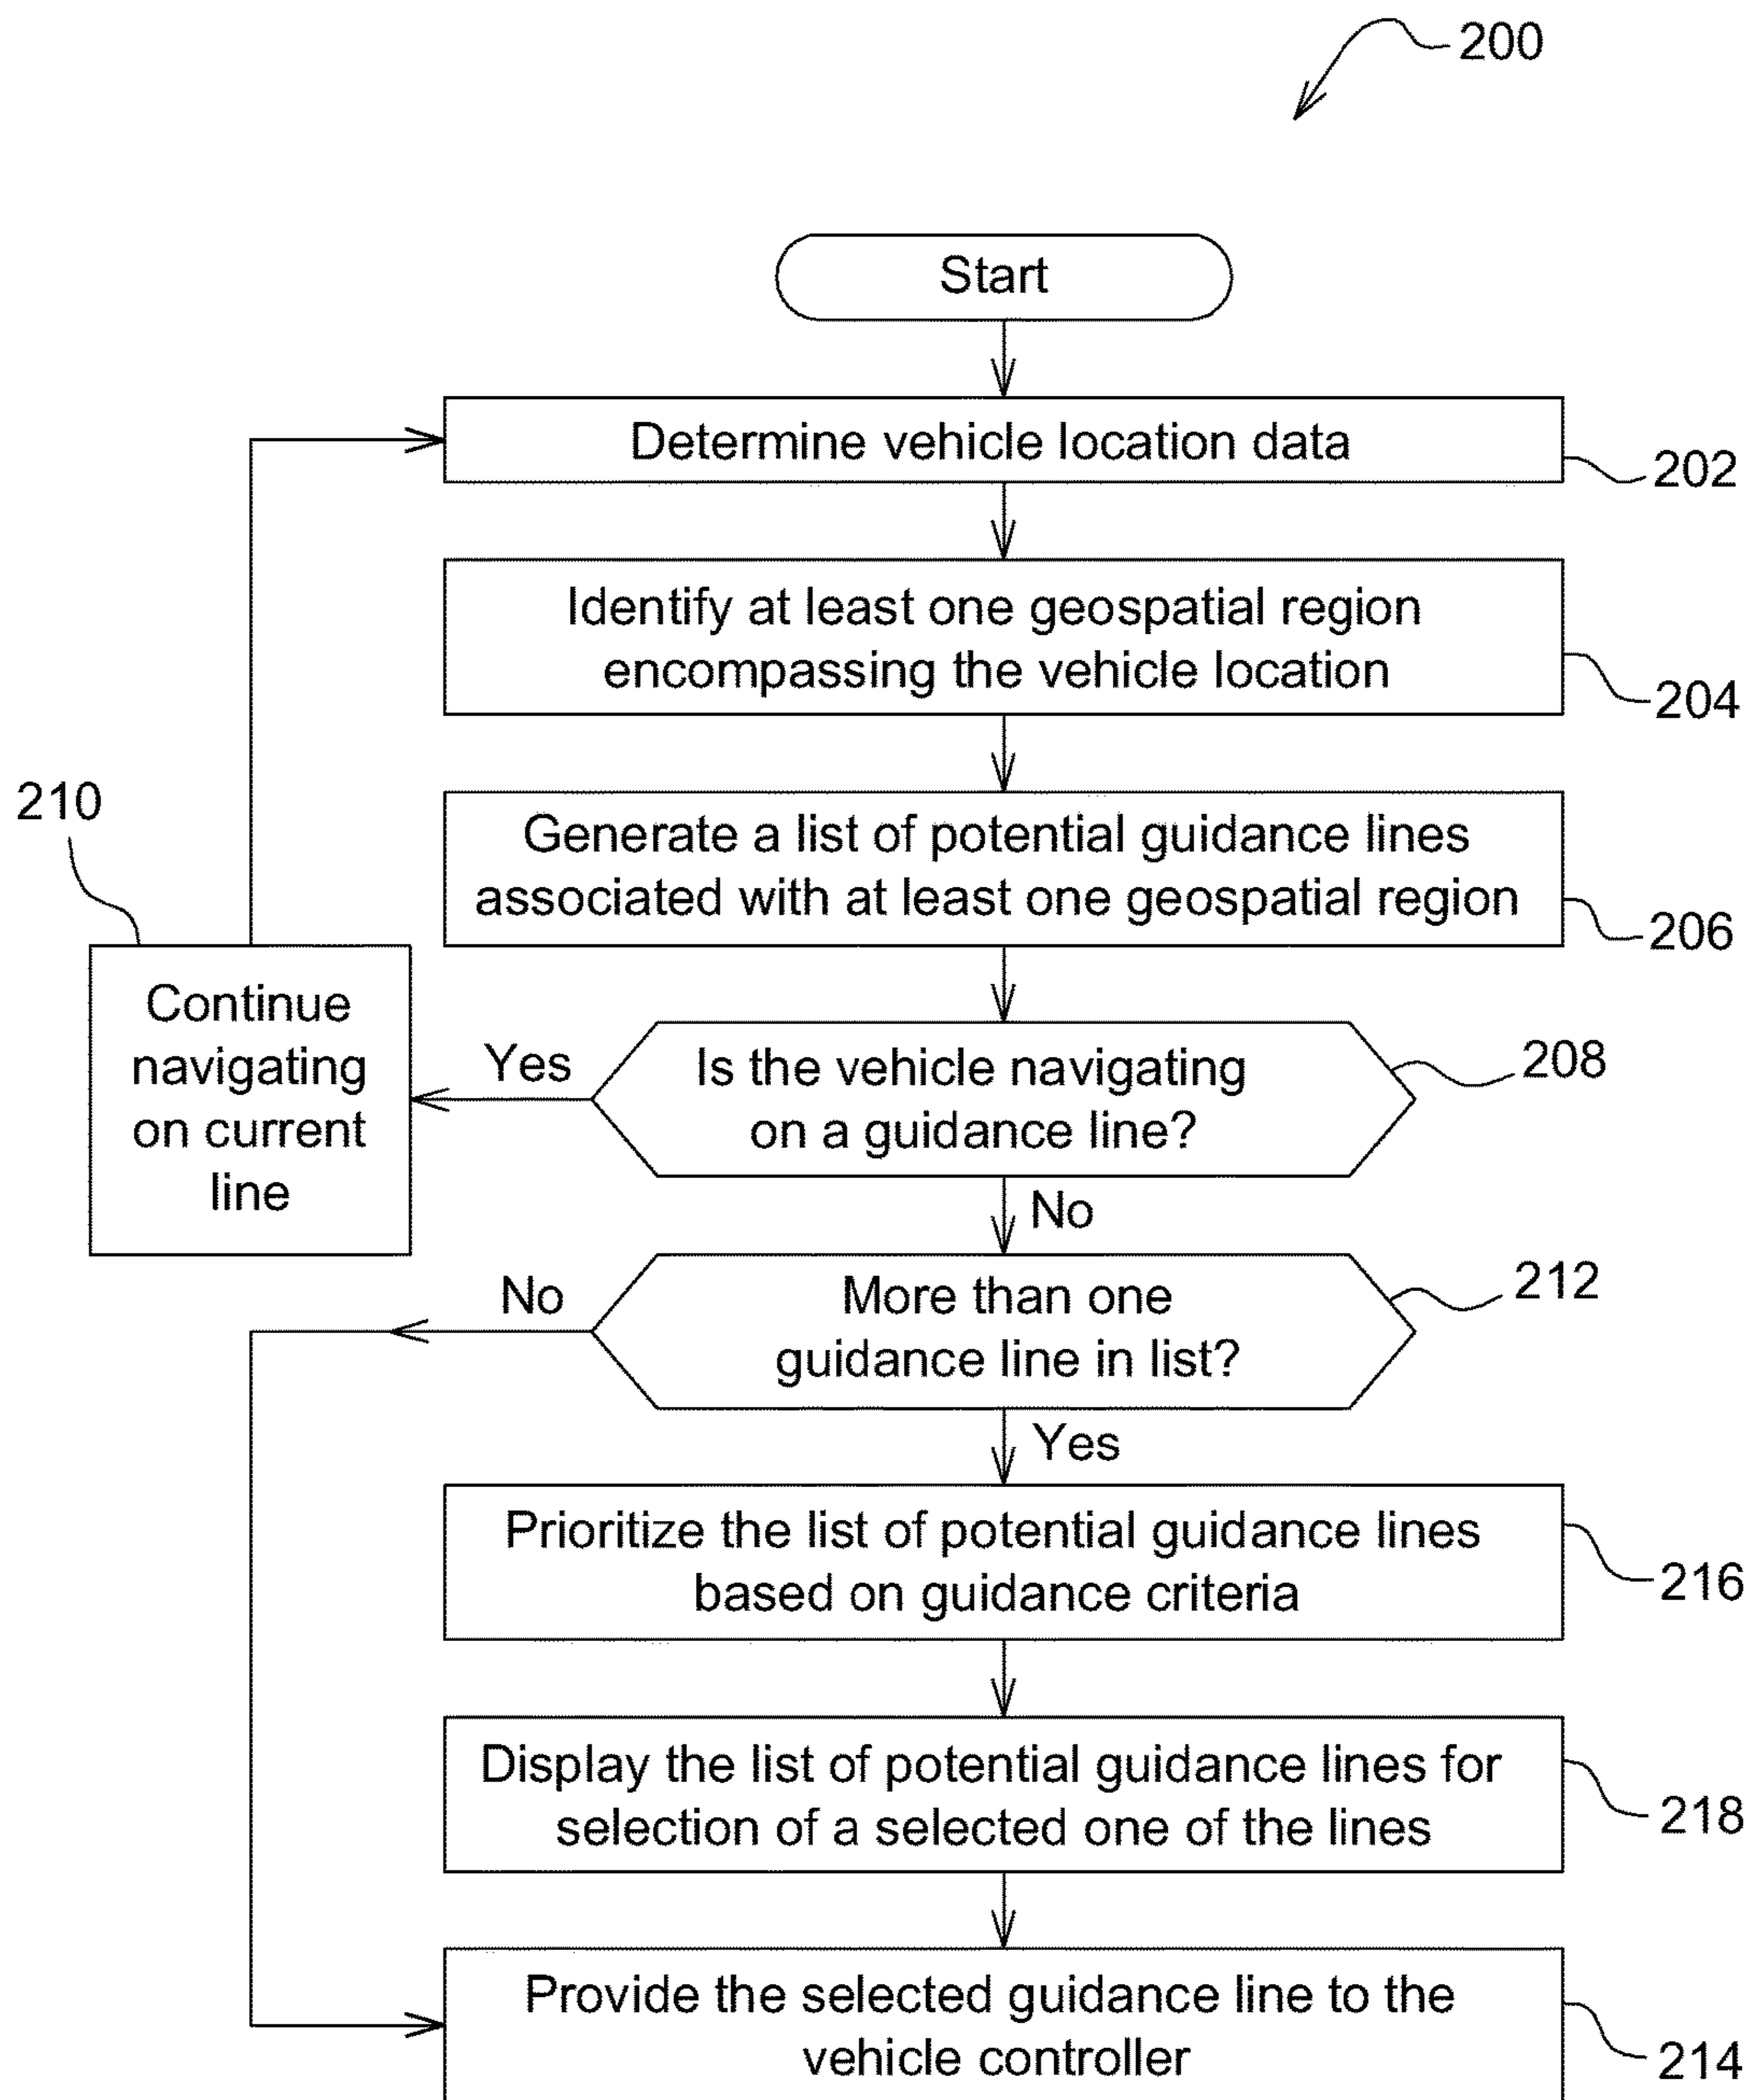 200
Start
Determine vehicle location data
202
Identify at least one geospatial region
encompassing the vehicle location
204
Generate a list of potential guidance lines
associated with at least one geospatial region
206
210
Continue
navigating
on current
line
Yes
Is the vehicle navigating
on a guidance line?
208
No
No
More than one
guidance line in list?
212
Yes
Prioritize the list of potential guidance lines
based on guidance criteria
216
Display the list of potential guidance lines for
selection of a selected one of the lines
218
Provide the selected guidance line to the
vehicle controller
214